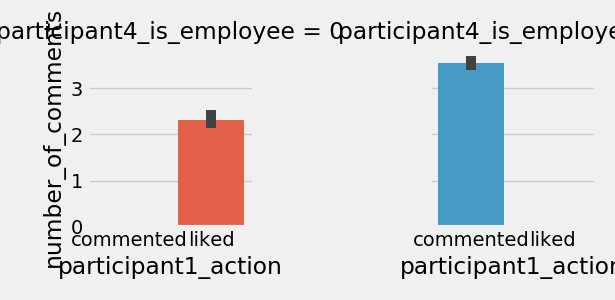 participant4_is_employee = 0
participant4_is_employe
number_of_comments
3
2
1
0
commented liked
commented liked
participant1_action
participant1_action